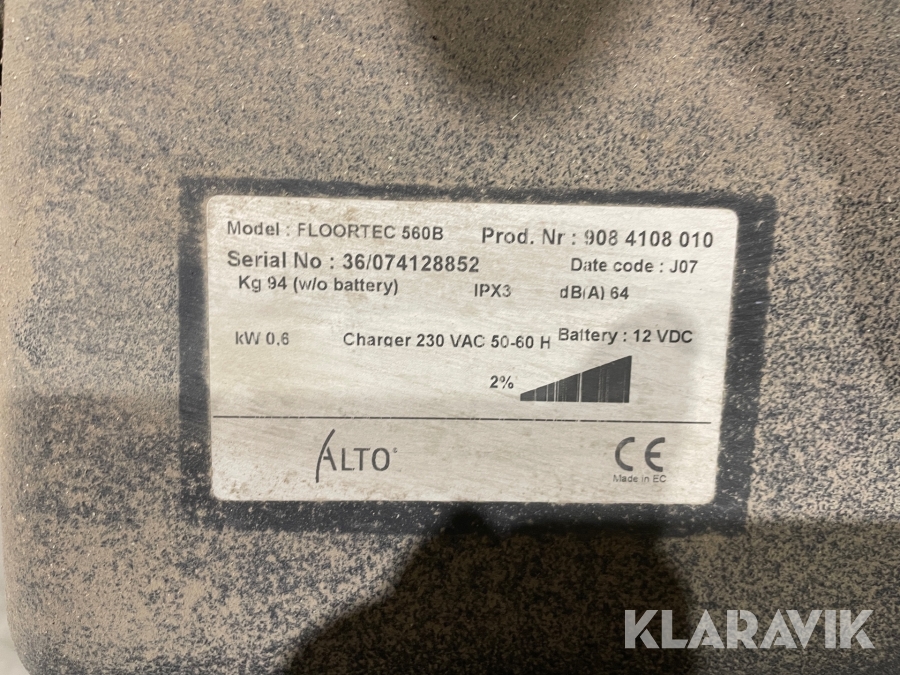 Model : FLOORTEC 560B Prod. Nr : 908 4108 010
Serial No : 36/074128852 Date code : J07
Kg 94 (w/o battery) IPX3 dB(A) 64
kW 0,6 Charger 230 VAC 50-60 H Battery : 12 VDC
2%
ALTO CE
Made in EC
KLARAVIK